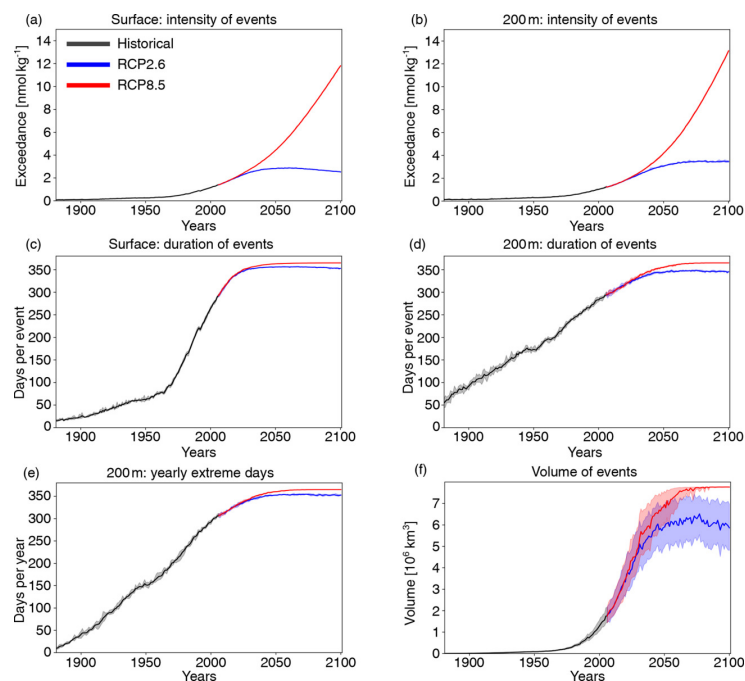 (a) Surface: intensity of events
(b) 200 m: intensity of events
Exceedance [nmol kg⁻¹]
14
12
10
8
6
4
2
0
Historical
RCP2.6
RCP8.5
1900 1950 2000 2050 2100
Years
Exceedance [nmol kg⁻¹]
14
12
10
8
6
4
2
0
1900 1950 2000 2050 2100
Years
(c) Surface: duration of events
(d) 200 m: duration of events
Days per event
350
300
250
200
150
100
50
0
1900 1950 2000 2050 2100
Years
Days per event
350
300
250
200
150
100
50
0
1900 1950 2000 2050 2100
Years
(e) 200 m: yearly extreme days
(f) Volume of events
Days per year
350
300
250
200
150
100
50
0
1900 1950 2000 2050 2100
Years
Volume [10⁶ km³]
7
6
5
4
3
2
1
0
1900 1950 2000 2050 2100
Years